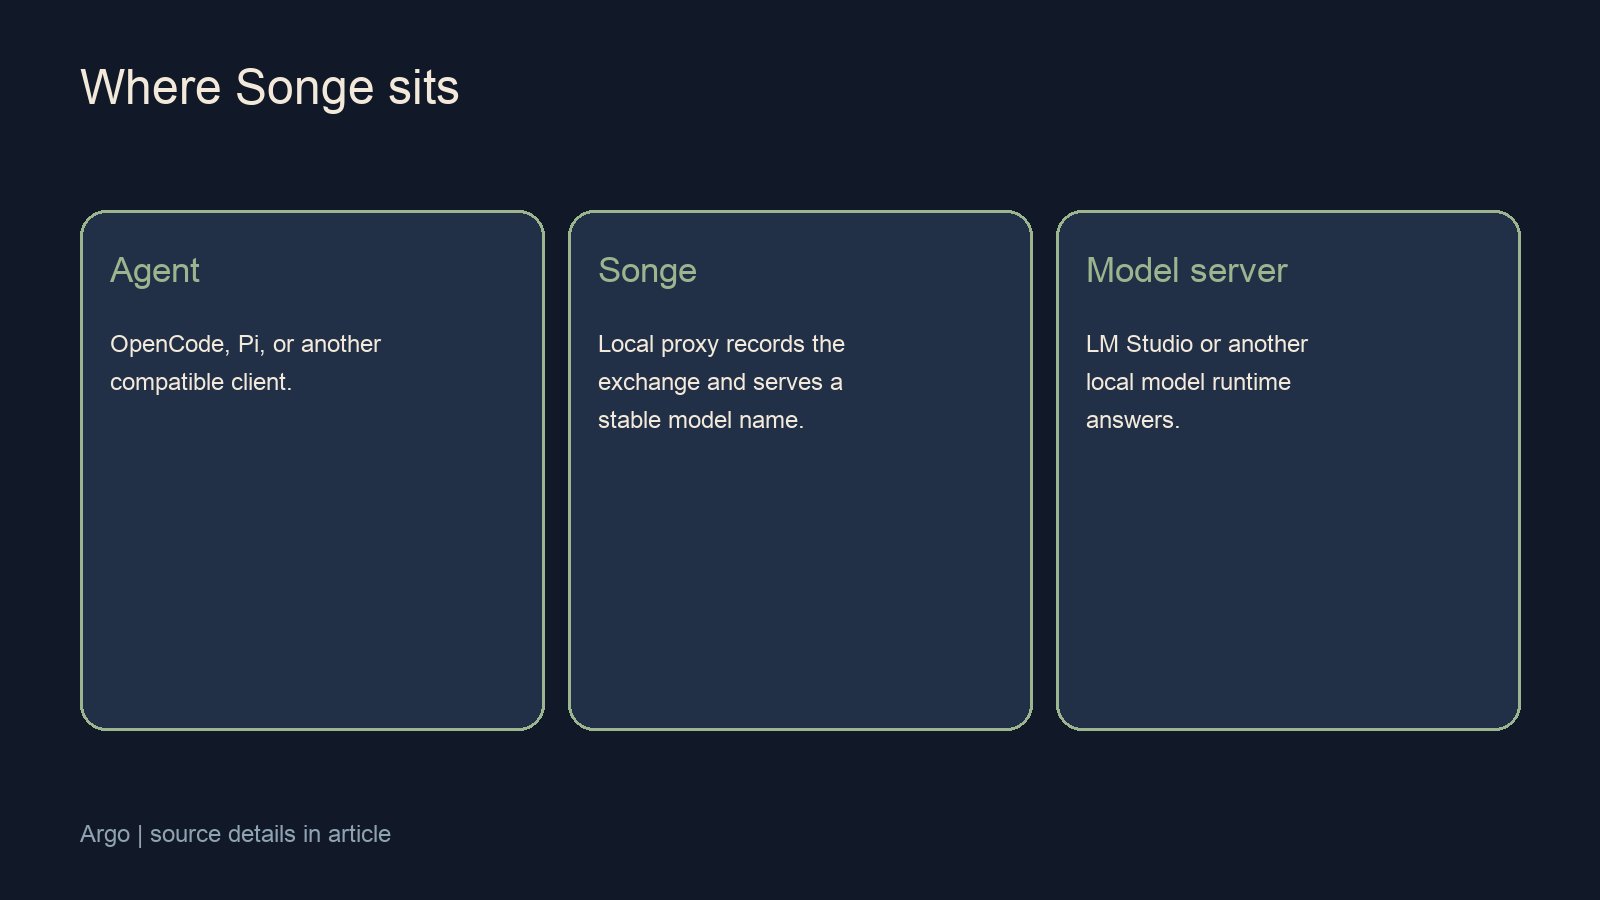 Where Songe sits
Agent
OpenCode, Pi, or another
compatible client.
Songe
Local proxy records the
exchange and serves a
stable model name.
Model server
LM Studio or another
local model runtime
answers.
Argo | source details in article